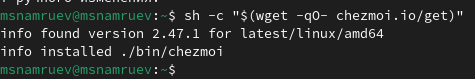 msnamruev@msnamruev:~$ sh -c "$(wget -qO- chezmoi.io/get)"
info found version 2.47.1 for latest/linux/amd64
info installed ./bin/chezmoi
msnamruev@msnamruev:~$